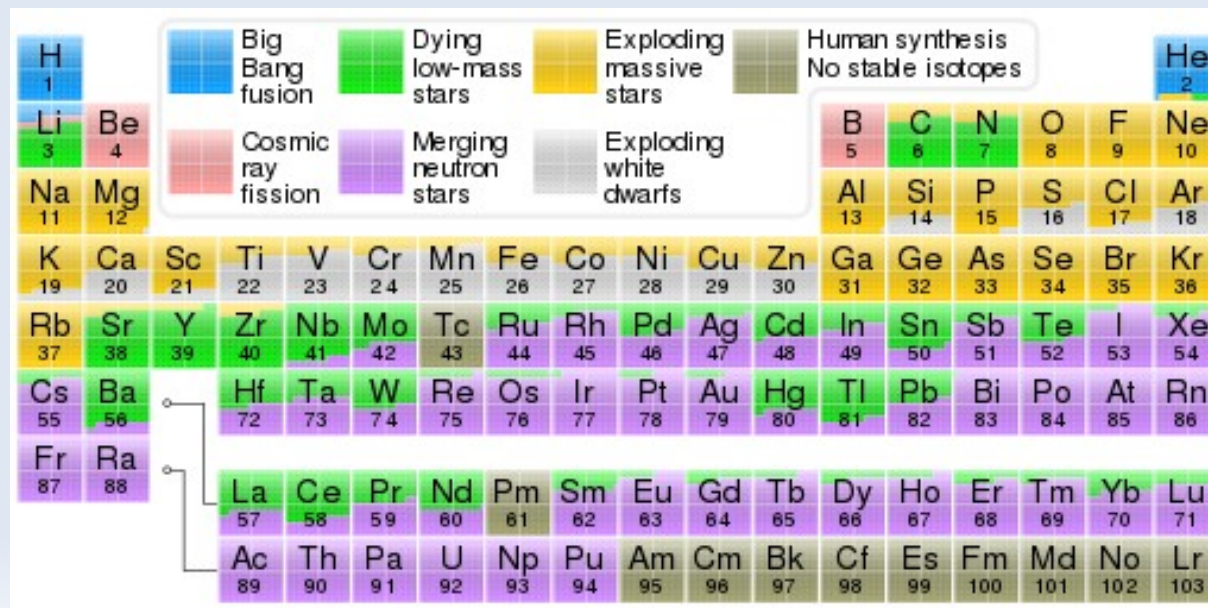 H
1
Big
Bang
fusion
Dying
low-mass
stars
Exploding
massive
stars
Human synthesis
No stable isotopes
He
2
Li Be
3 4
Cosmic
ray
fission
Merging
neutron
stars
Exploding
white
dwarfs
B C N O F Ne
5 6 7 8 9 10
Na Mg Al Si P S Cl Ar
11 12 13 14 15 16 17 18
K Ca Sc Ti V Cr Mn Fe Co Ni Cu Zn Ga Ge As Se Br Kr
19 20 21 22 23 24 25 26 27 28 29 30 31 32 33 34 35 36
Rb Sr Y Zr Nb Mo Tc Ru Rh Pd Ag Cd In Sn Sb Te I Xe
37 38 39 40 41 42 43 44 45 46 47 48 49 50 51 52 53 54
Cs Ba Hf Ta W Re Os Ir Pt Au Hg Tl Pb Bi Po At Rn
55 56 72 73 74 75 76 77 78 79 80 81 82 83 84 85 86
Fr Ra
87 88
La Ce Pr Nd Pm Sm Eu Gd Tb Dy Ho Er Tm Yb Lu
57 58 59 60 61 62 63 64 65 66 67 68 69 70 71
Ac Th Pa U Np Pu Am Cm Bk Cf Es Fm Md No Lr
89 90 91 92 93 94 95 96 97 98 99 100 101 102 103